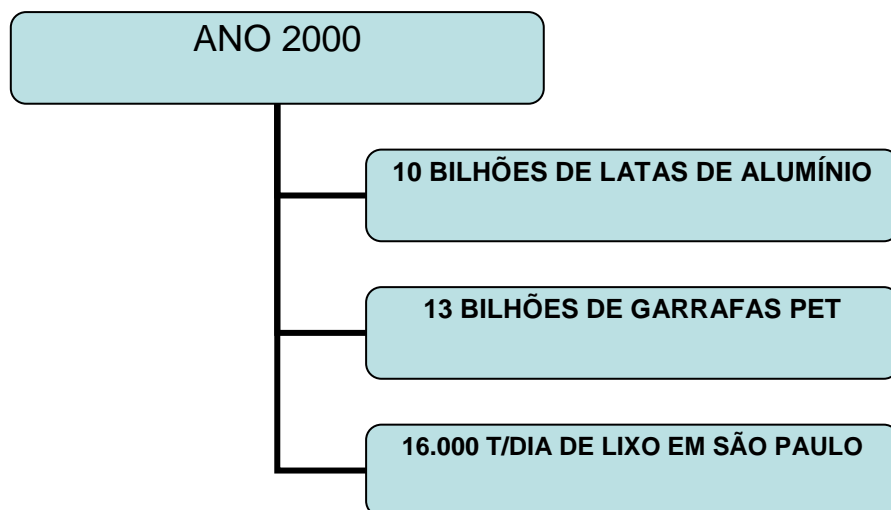 ANO 2000
10 BILHÕES DE LATAS DE ALUMÍNIO
13 BILHÕES DE GARRAFAS PET
16.000 T/DIA DE LIXO EM SÃO PAULO